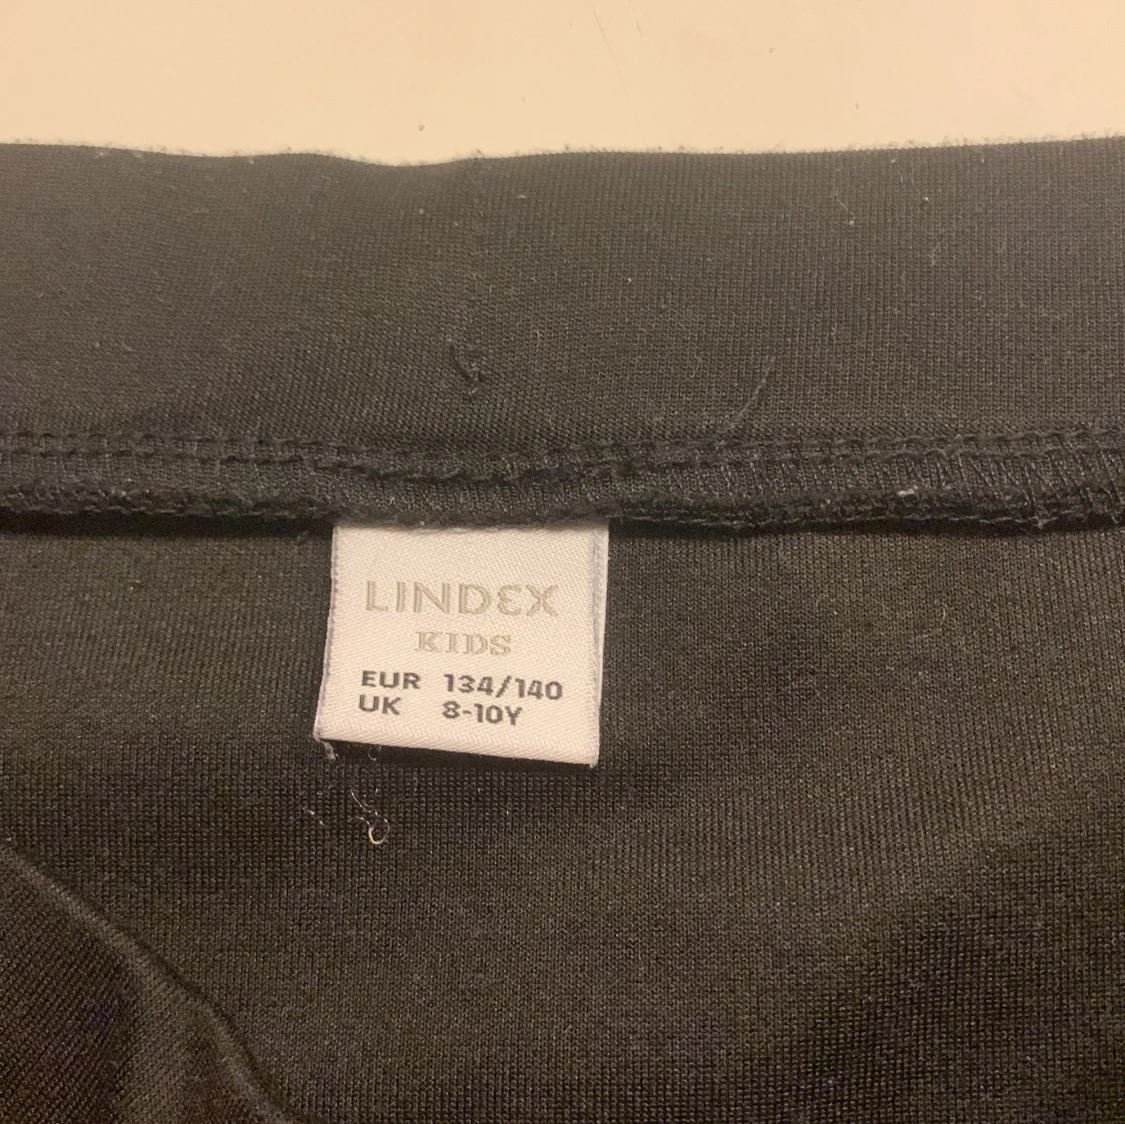 LINDEX
KIDS
EUR 134/140
UK 8-10Y